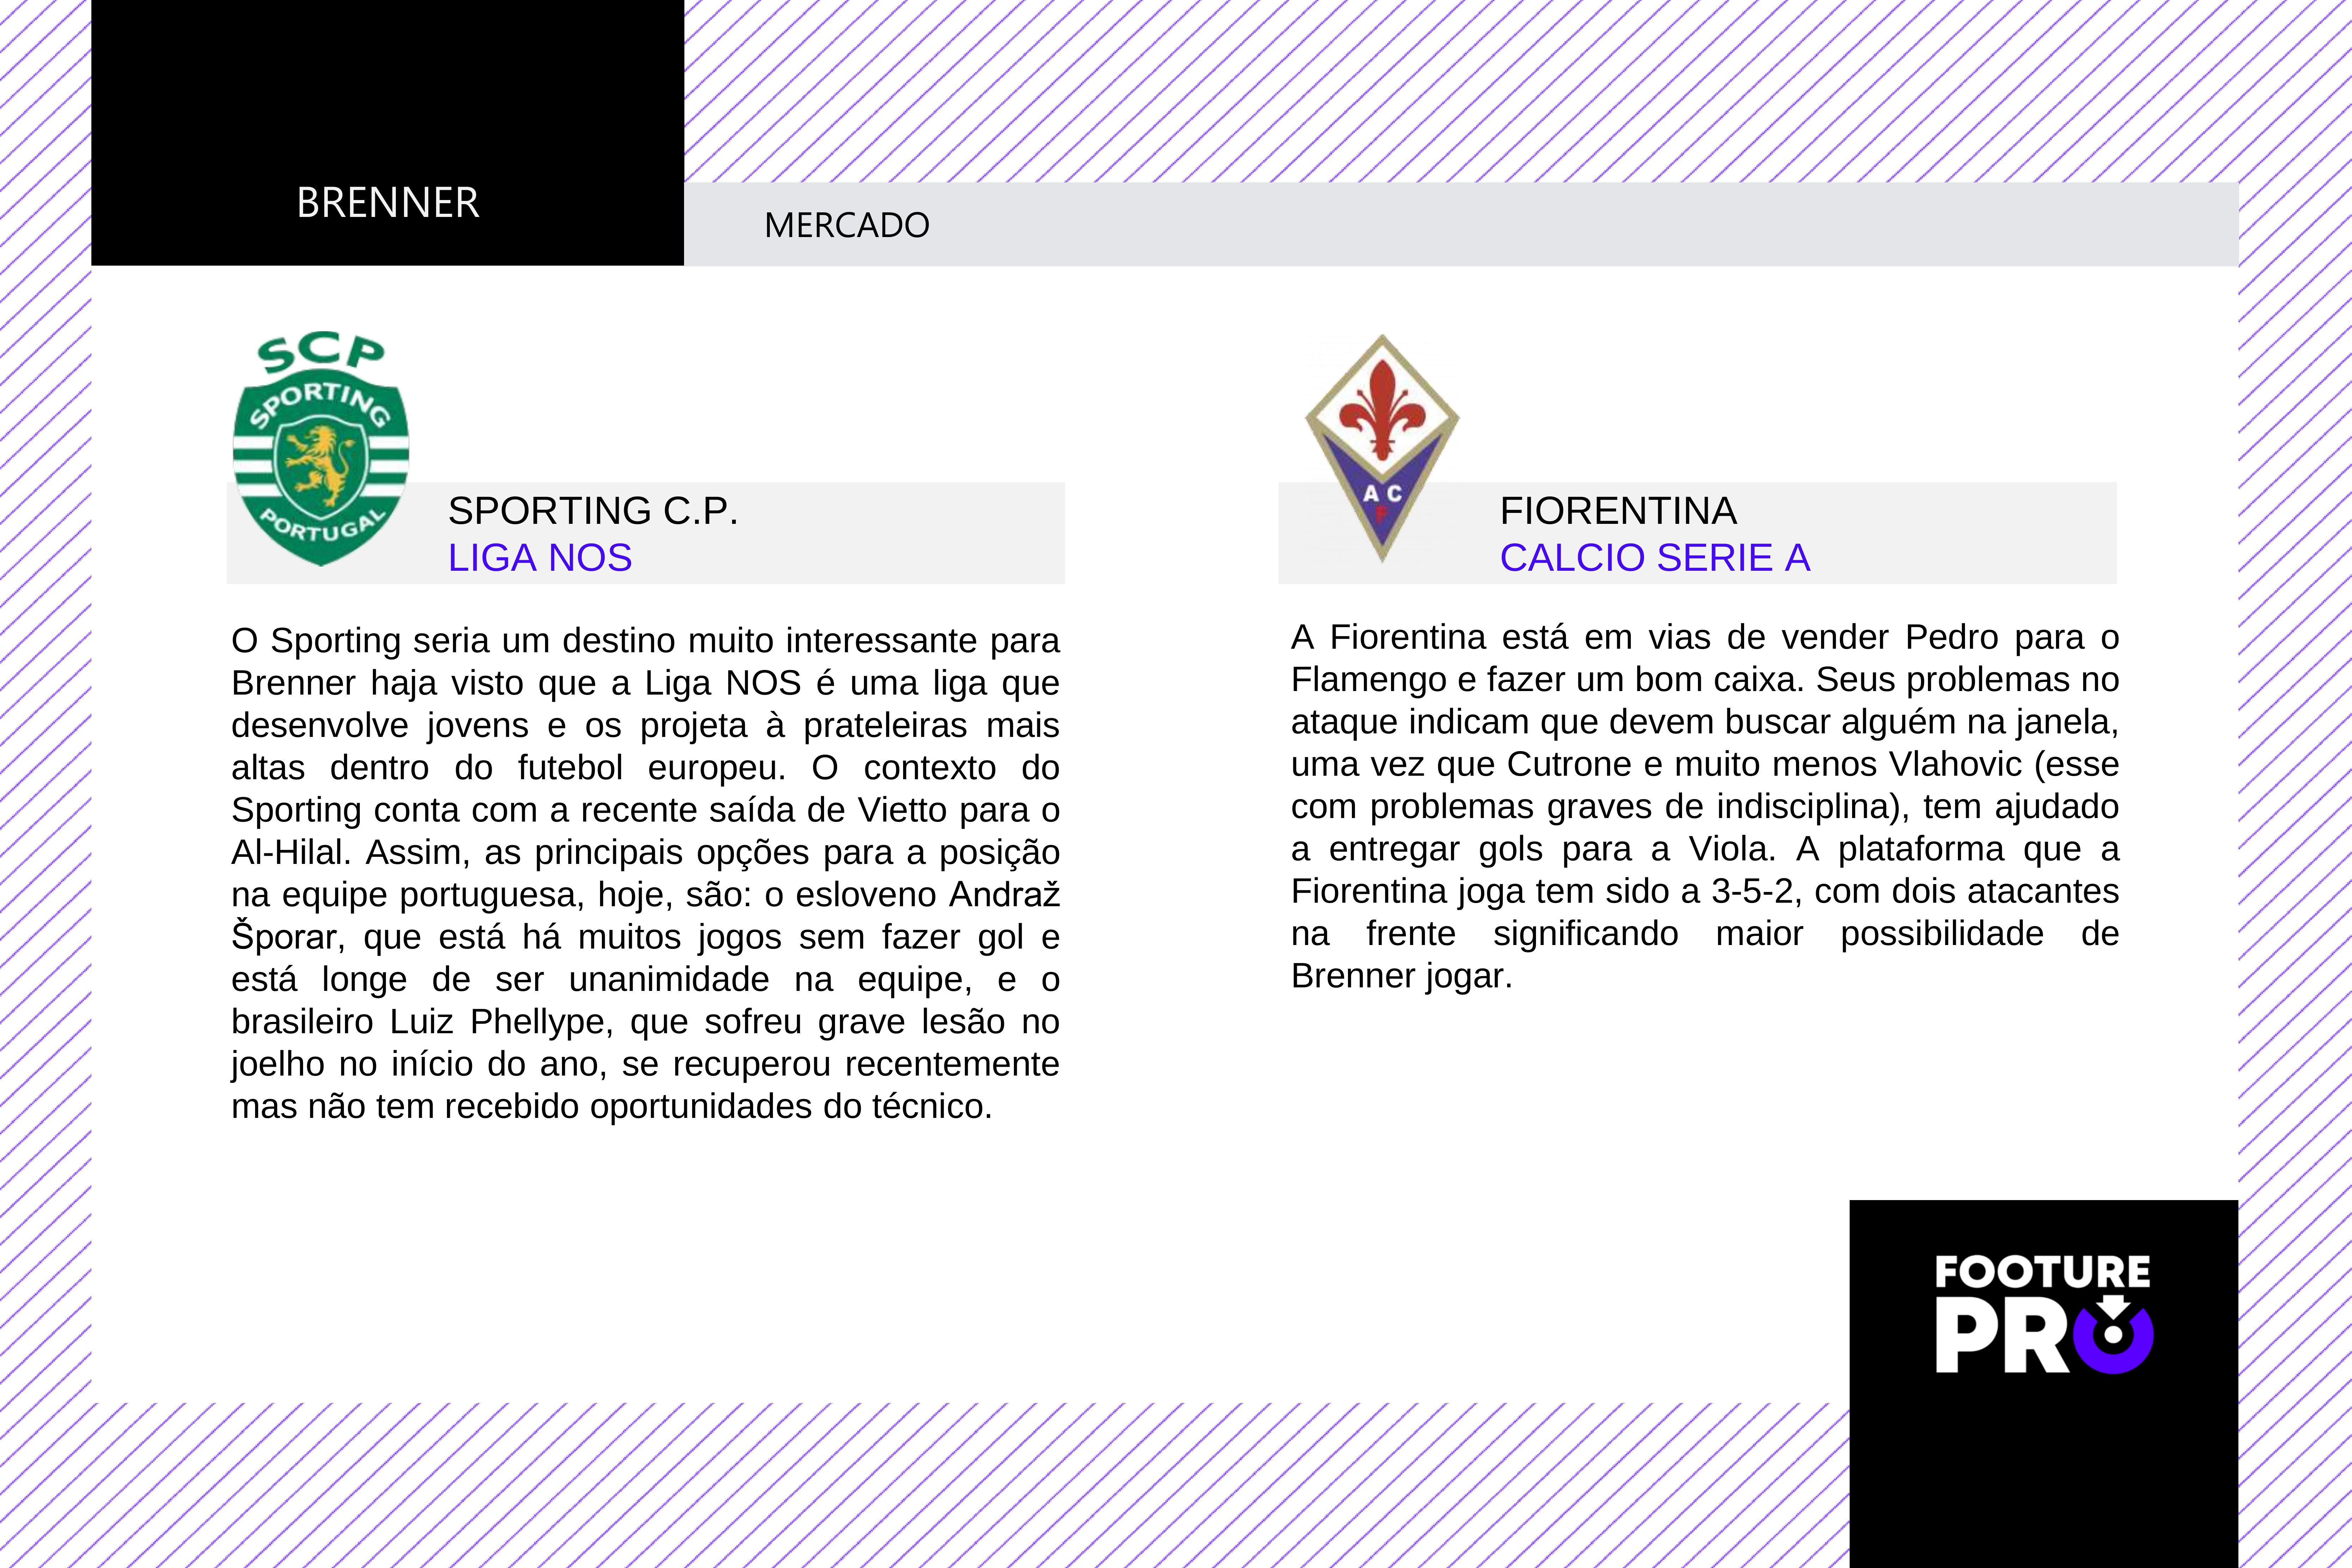 BRENNER
MERCADO
SCP
SPORTING
PORTUGAL
SPORTING C.P.
LIGA NOS
O Sporting seria um destino muito interessante para
Brenner haja visto que a Liga NOS é uma liga que
desenvolve jovens e os projeta à prateleiras mais
altas dentro do futebol europeu. O contexto do
Sporting conta com a recente saída de Vietto para o
Al-Hilal. Assim, as principais opções para a posição
na equipe portuguesa, hoje, são: o esloveno Andraž
Šporar, que está há muitos jogos sem fazer gol e
está longe de ser unanimidade na equipe, e o
brasileiro Luiz Phellype, que sofreu grave lesão no
joelho no início do ano, se recuperou recentemente
mas não tem recebido oportunidades do técnico.
A C
F
FIORENTINA
CALCIO SERIE A
A Fiorentina está em vias de vender Pedro para o
Flamengo e fazer um bom caixa. Seus problemas no
ataque indicam que devem buscar alguém na janela,
uma vez que Cutrone e muito menos Vlahovic (esse
com problemas graves de indisciplina), tem ajudado
a entregar gols para a Viola. A plataforma que a
Fiorentina joga tem sido a 3-5-2, com dois atacantes
na frente significando maior possibilidade de
Brenner jogar.
FOOTURE
PRO